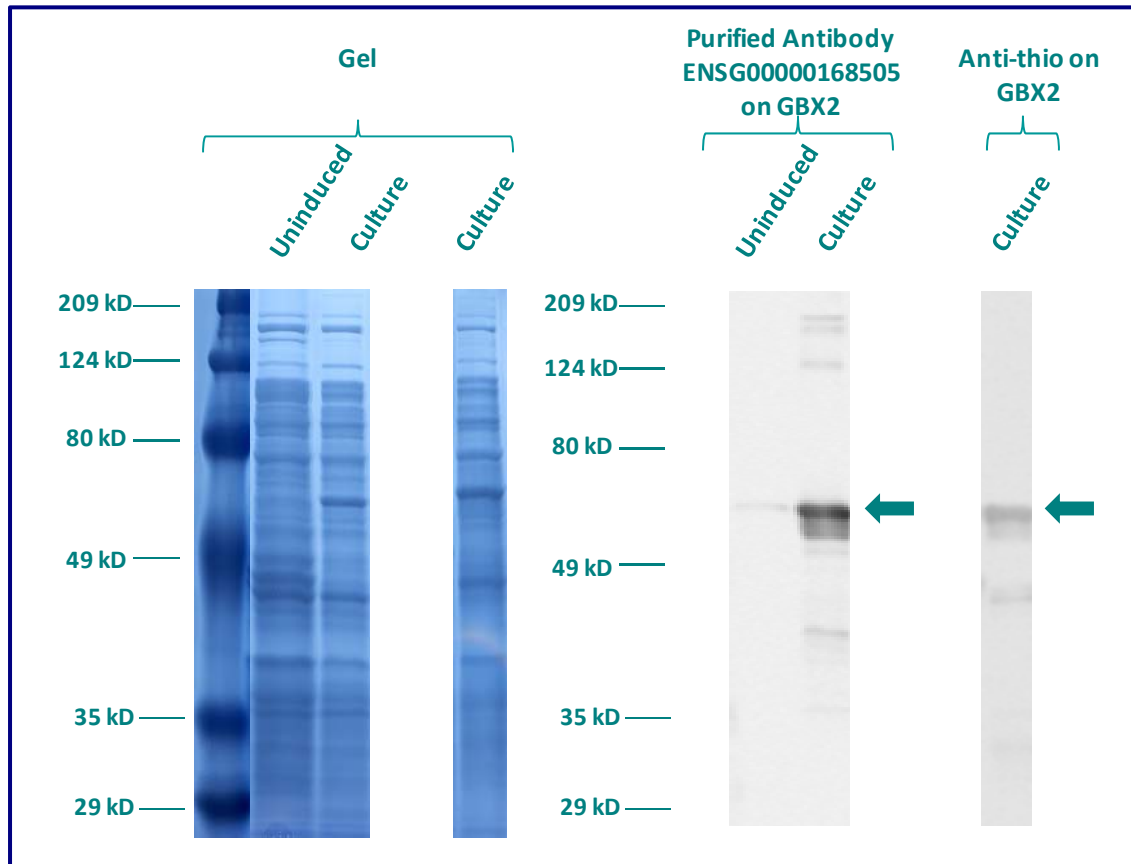 Gel
Purified Antibody
ENSG00000168505
on GBX2
Anti-thio on
GBX2
Uninduced
Culture
Culture
Uninduced
Culture
Culture
209 kD
124 kD
80 kD
49 kD
35 kD
29 kD
209 kD
124 kD
80 kD
49 kD
35 kD
29 kD